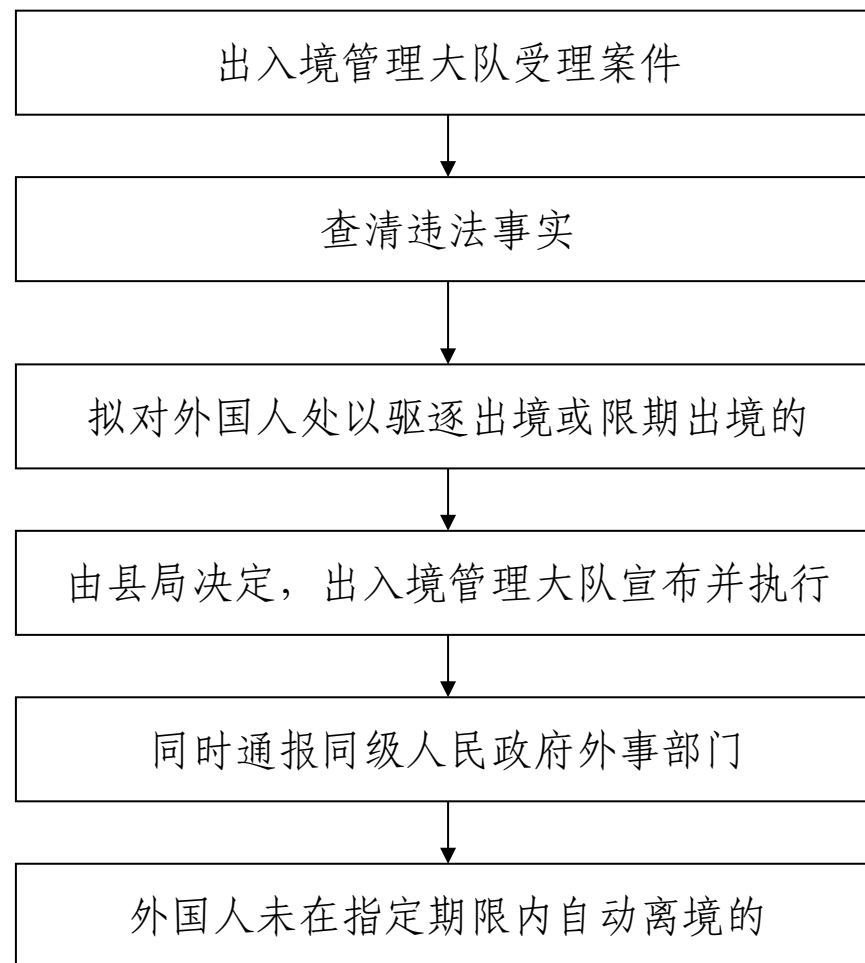 出入境管理大队受理案件
查清违法事实
拟对外国人处以驱逐出境或限期出境的
由县局决定，出入境管理大队宣布并执行
同时通报同级人民政府外事部门
外国人未在指定期限内自动离境的